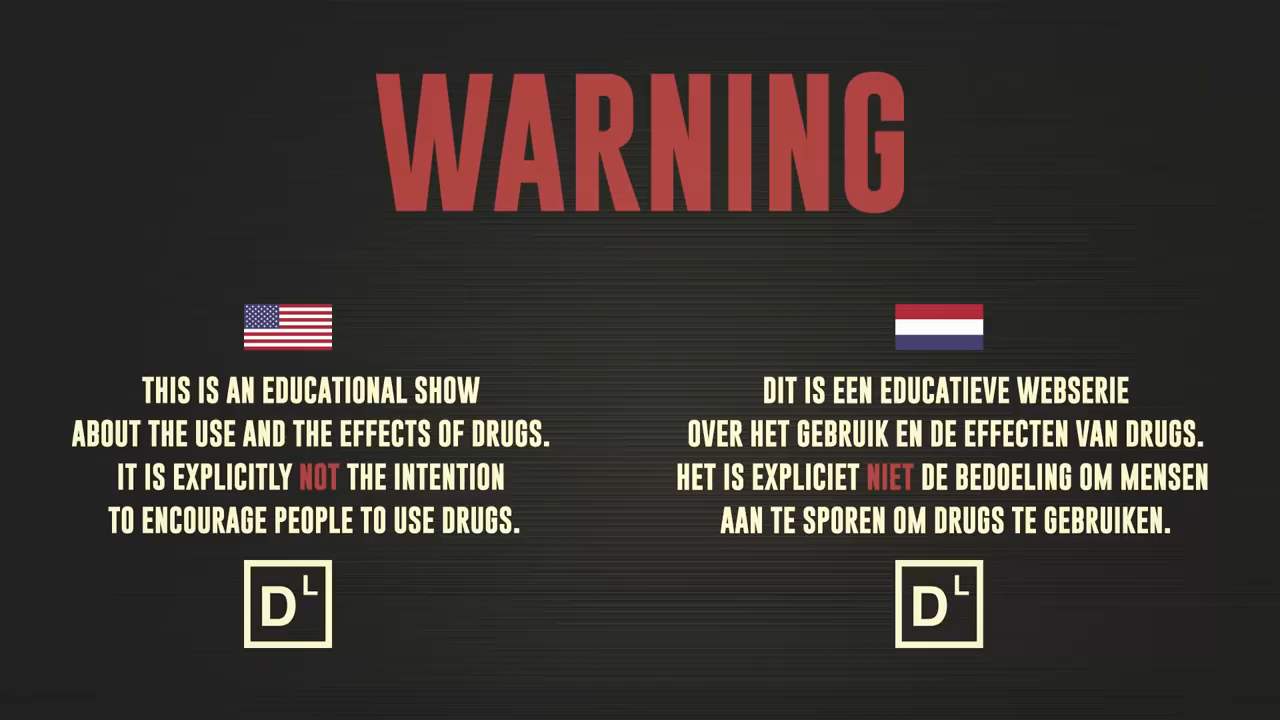 WARNING
THIS IS AN EDUCATIONAL SHOW
ABOUT THE USE AND THE EFFECTS OF DRUGS.
IT IS EXPLICITLY NOT THE INTENTION
TO ENCOURAGE PEOPLE TO USE DRUGS.
DL
DIT IS EEN EDUCATIEVE WEBSERIE
OVER HET GEBRUIK EN DE EFFECTEN VAN DRUGS.
HET IS EXPLICIET NIET DE BEDOELING OM MENSEN
AAN TE SPOREN OM DRUGS TE GEBRUIKEN.
DL